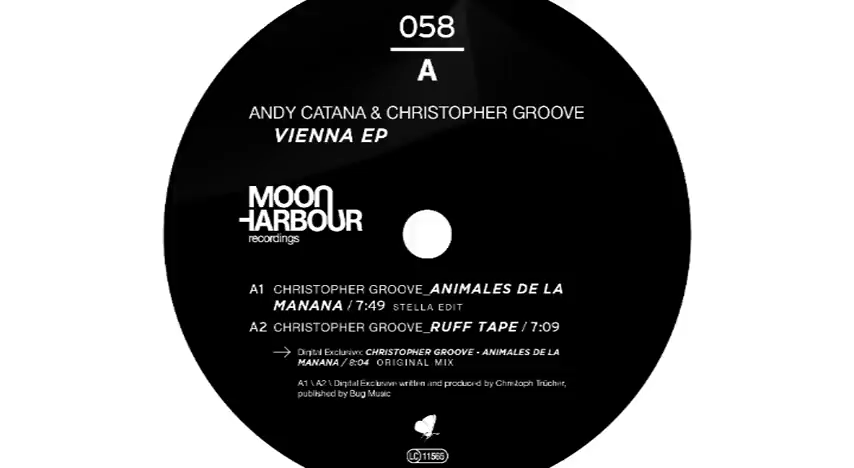 058
A
ANDY CATANA & CHRISTOPHER GROOVE
VIENNA EP
MOON
HARBOUR
recordings
A1 CHRISTOPHER GROOVE_ANIMALES DE LA
MANANA / 7:49 STELLA EDIT
A2 CHRISTOPHER GROOVE_RUFF TAPE / 7:09
Digital Exclusive: CHRISTOPHER GROOVE - ANIMALES DE LA
MANANA / 8:04 ORIGINAL MIX
A1 \ A2 \ Digital Exclusive written and produced by Christoph Trücher,
published by Bug Music
LC 11565